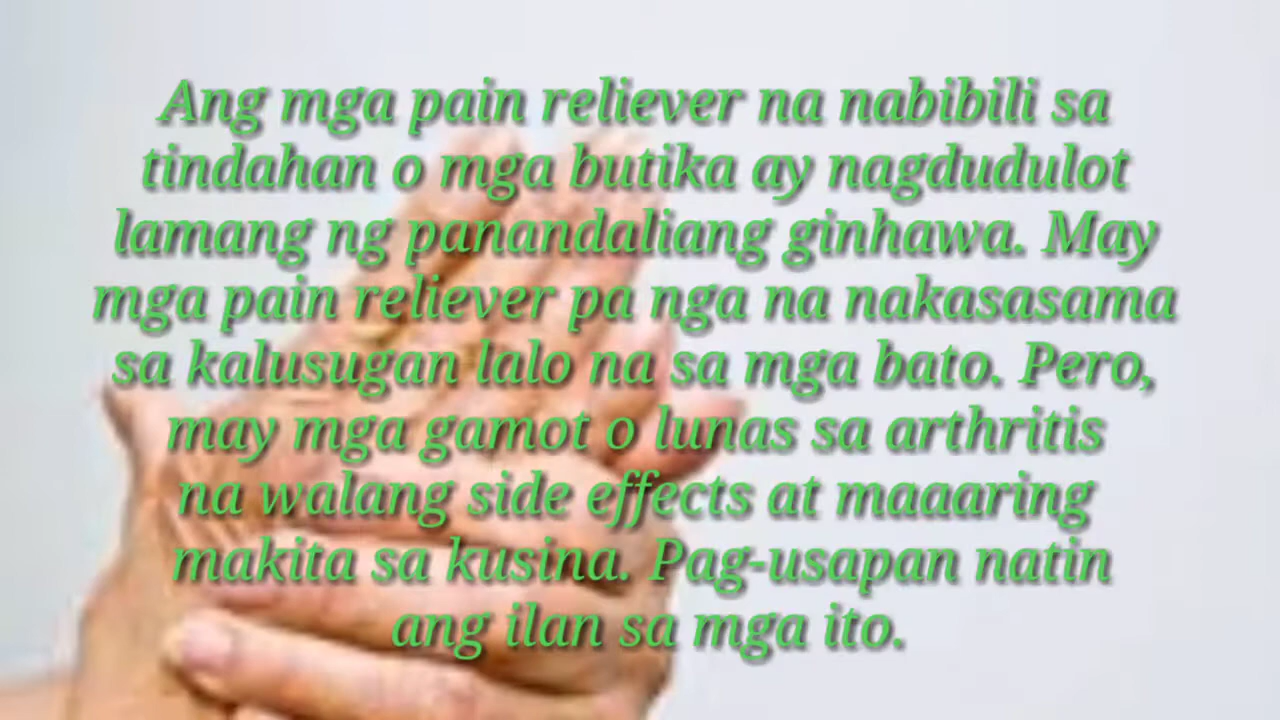 Ang mga pain reliever na nabibili sa
tindahan o mga butika ay nagdudulot
lamang ng panandaliang ginhawa. May
mga pain reliever pa nga na nakasasama
sa kalusugan lalo na sa mga bato. Pero,
may mga gamot o lunas sa arthritis
na walang side effects at maaaring
makita sa kusina. Pag-usapan natin
ang ilan sa mga ito.